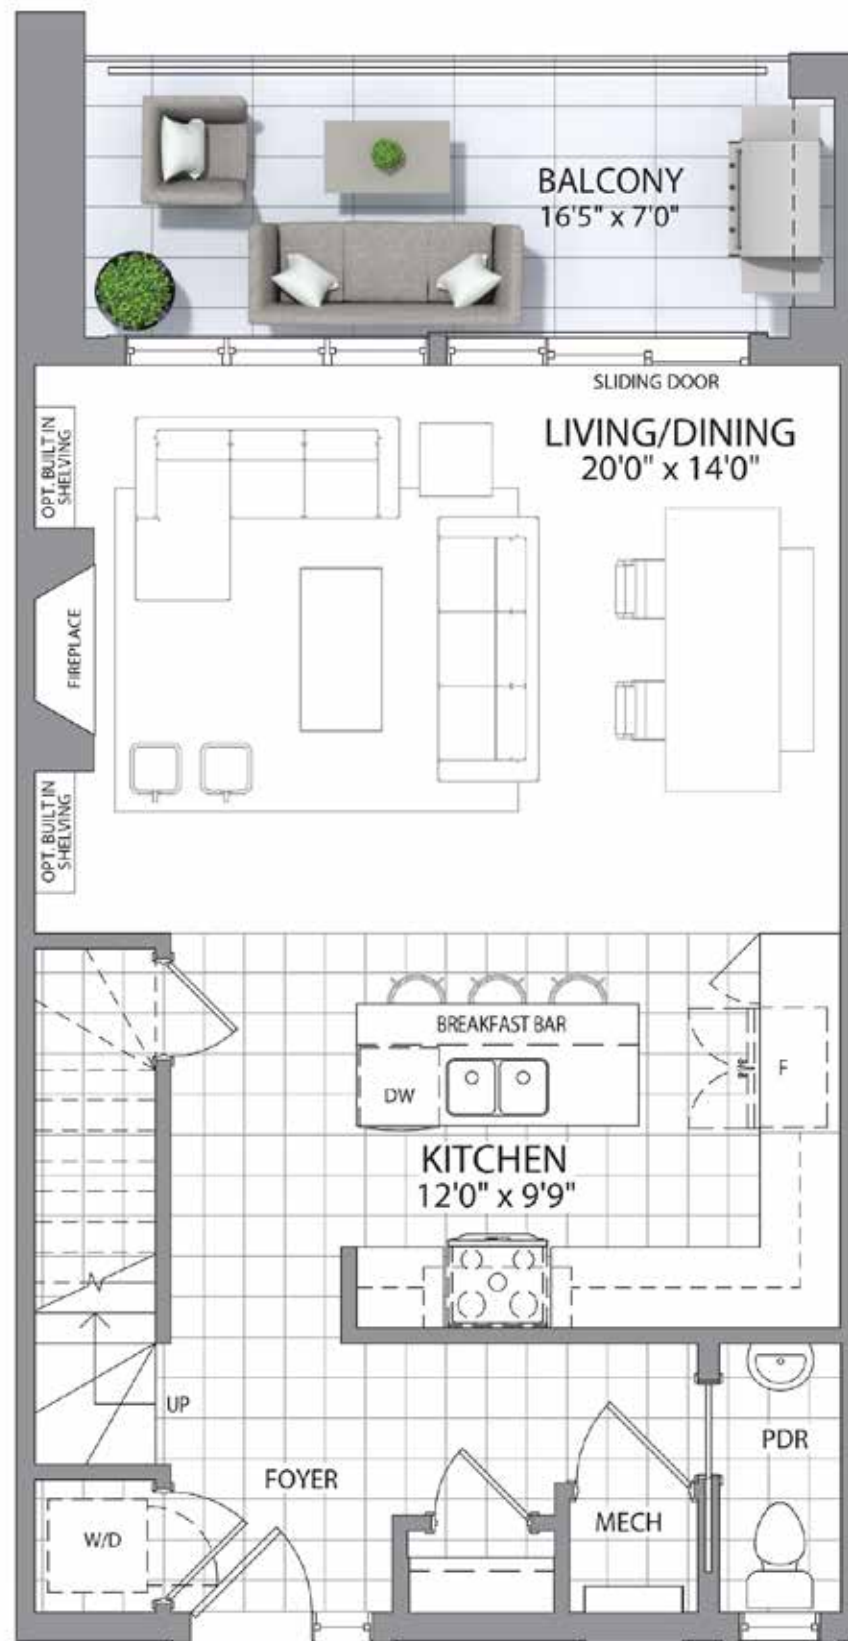 BALCONY
16'5" x 7'0"
SLIDING DOOR
LIVING/DINING
20'0" x 14'0"
OPT. BUILT IN
SHELVING
FIREPLACE
OPT. BUILT IN
SHELVING
BREAKFAST BAR
DW
F
KITCHEN
12'0" x 9'9"
UP
PDR
FOYER
MECH
W/D